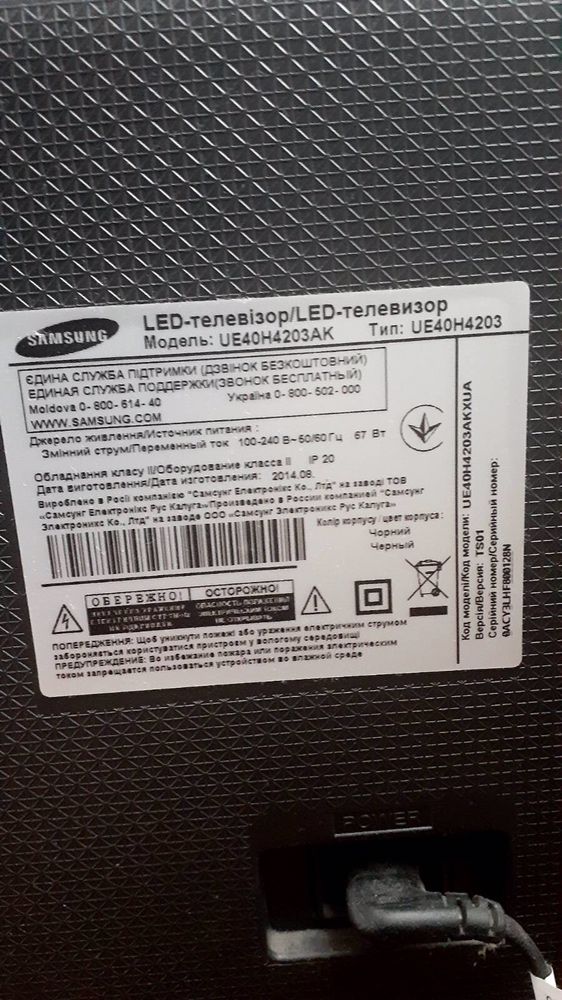 SAMSUNG
LED-телевізор/LED-телевизор
Модель: UE40H4203AK Тип: UE40H4203
ЄДИНА СЛУЖБА ПІДТРИМКИ (ДЗВІНОК БЕЗКОШТОВНИЙ)
ЕДИНАЯ СЛУЖБА ПОДДЕРЖКИ(ЗВОНОК БЕСПЛАТНЫЙ)
Moldova 0-800-614-40 Україна 0-800-502-000
WWW.SAMSUNG.COM
Джерело живлення/Источник питания :
Змінний струм/Переменный ток 100-240 В~50/60 Гц 67 Вт
Обладнання класу II/Оборудование класса II IP 20
Дата виготовлення/Дата изготовления: 2014.08.
Вироблено в Росії компанією "Самсунг Електронікс Ко., Лтд" на заводі ТОВ
«Самсунг Електронікс Рус Калуга»/Произведено в России компанией "Самсунг
Электроникс Ко., Лтд" на заводе ООО «Самсунг Электроникс Рус Калуга»
Колір корпусу / цвет корпуса :
Чорний
Черный
ОБЕРЕЖНО! ОСТОРОЖНО!
ОПАСНОСТЬ ПОРАЖЕНИЯ
ЭЛЕКТРИЧЕСКИМ ТОКОМ
НЕ ОТКРЫВАТЬ
ПОПЕРЕДЖЕННЯ: Щоб уникнути пожежі або ураження електричним струмом
забороняється користуватися пристроєм у вологому середовищі
ПРЕДУПРЕЖДЕНИЕ: Во избежание пожара или поражения электрическим
током запрещается пользоваться устройством во влажной среде
Код моделі/Код модели: UE40H4203AKXUA
Версія/Версия: TS01
Серійний номер/Серийный номер:
0ACY3LHF800128N
POWER